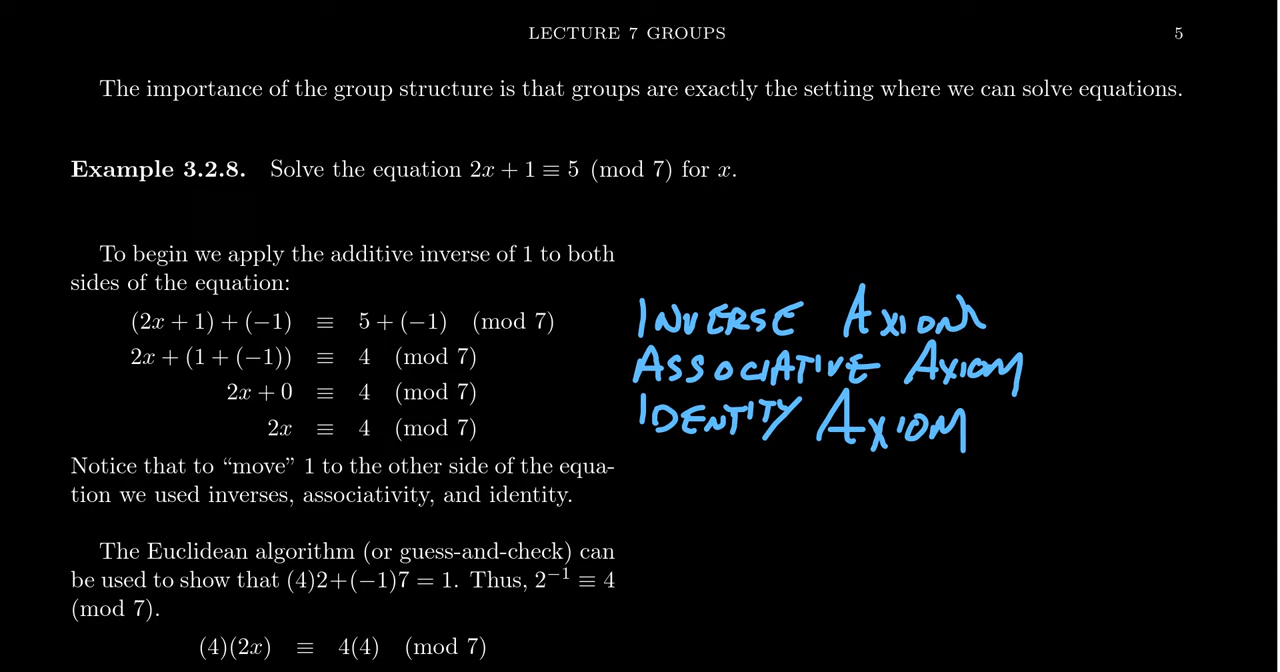 LECTURE 7 GROUPS 5
The importance of the group structure is that groups are exactly the setting where we can solve equations.
Example 3.2.8. Solve the equation 2x + 1 ≡ 5 (mod 7) for x.
To begin we apply the additive inverse of 1 to both
sides of the equation:
(2x + 1) + (−1) ≡ 5 + (−1) (mod 7) INVERSE AXIOM
2x + (1 + (−1)) ≡ 4 (mod 7) ASSOCIATIVE AXIOM
2x + 0 ≡ 4 (mod 7) IDENTITY AXIOM
2x ≡ 4 (mod 7)
Notice that to “move” 1 to the other side of the equa-
tion we used inverses, associativity, and identity.
The Euclidean algorithm (or guess-and-check) can
be used to show that (4)2+(−1)7 = 1. Thus, 2⁻¹ ≡ 4
(mod 7).
(4)(2x) ≡ 4(4) (mod 7)